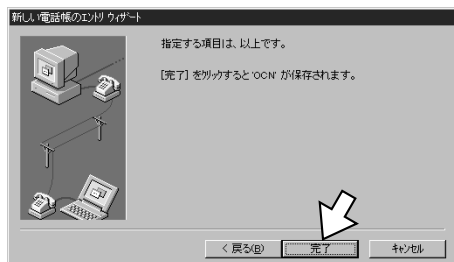 新しい電話帳のエントリ ウィザード
指定する項目は、以上です。
[完了] をクリックすると 'OCN' が保存されます。
< 戻る(B)
完了
キャンセル